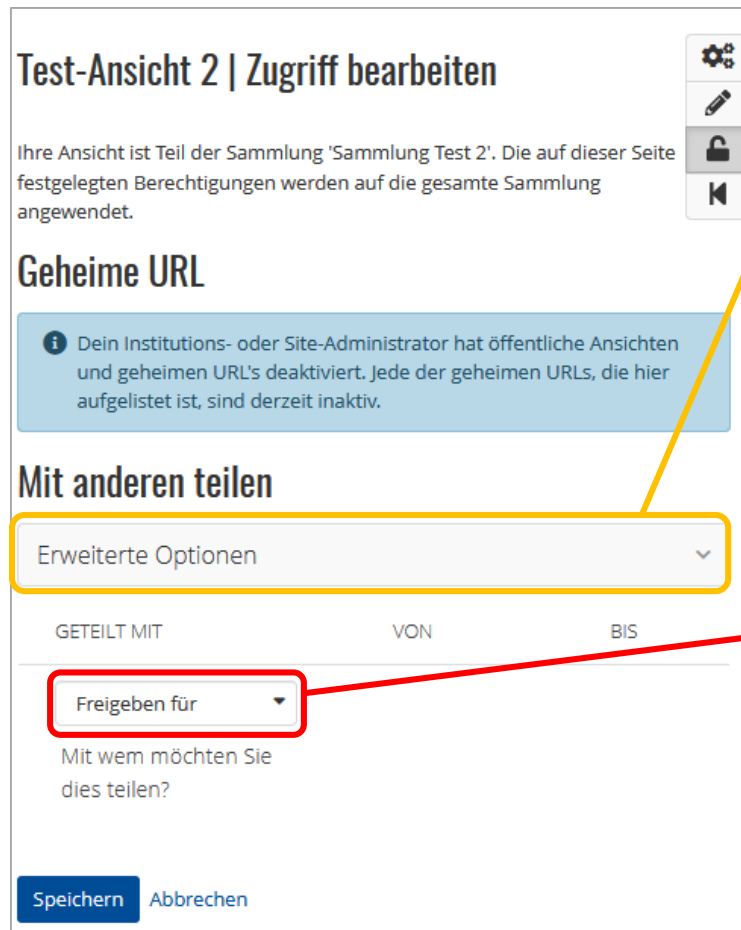 Test-Ansicht 2 | Zugriff bearbeiten
Ihre Ansicht ist Teil der Sammlung 'Sammlung Test 2'. Die auf dieser Seite
festgelegten Berechtigungen werden auf die gesamte Sammlung
angewendet.
Geheime URL
Dein Institutions- oder Site-Administrator hat öffentliche Ansichten
und geheimen URL's deaktiviert. Jede der geheimen URLs, die hier
aufgelistet ist, sind derzeit inaktiv.
Mit anderen teilen
Erweiterte Optionen
GETEILT MIT VON BIS
Freigeben für
Mit wem möchten Sie
dies teilen?
Speichern Abbrechen